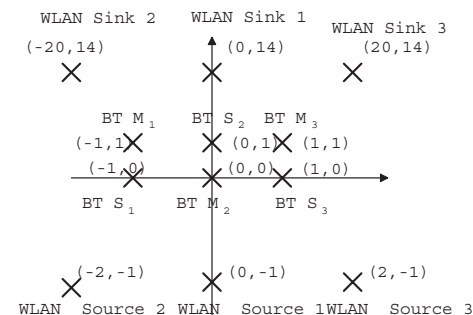 WLAN Sink 2 WLAN Sink 1 WLAN Sink 3
(-20,14) (0,14) (20,14)
BT M1 BT S2 BT M3
(-1,1) (0,1) (1,1)
(-1,0) (0,0) (1,0)
BT S1 BT M2 BT S3
(-2,-1) (0,-1) (2,-1)
WLAN Source 2 WLAN Source 1 WLAN Source 3